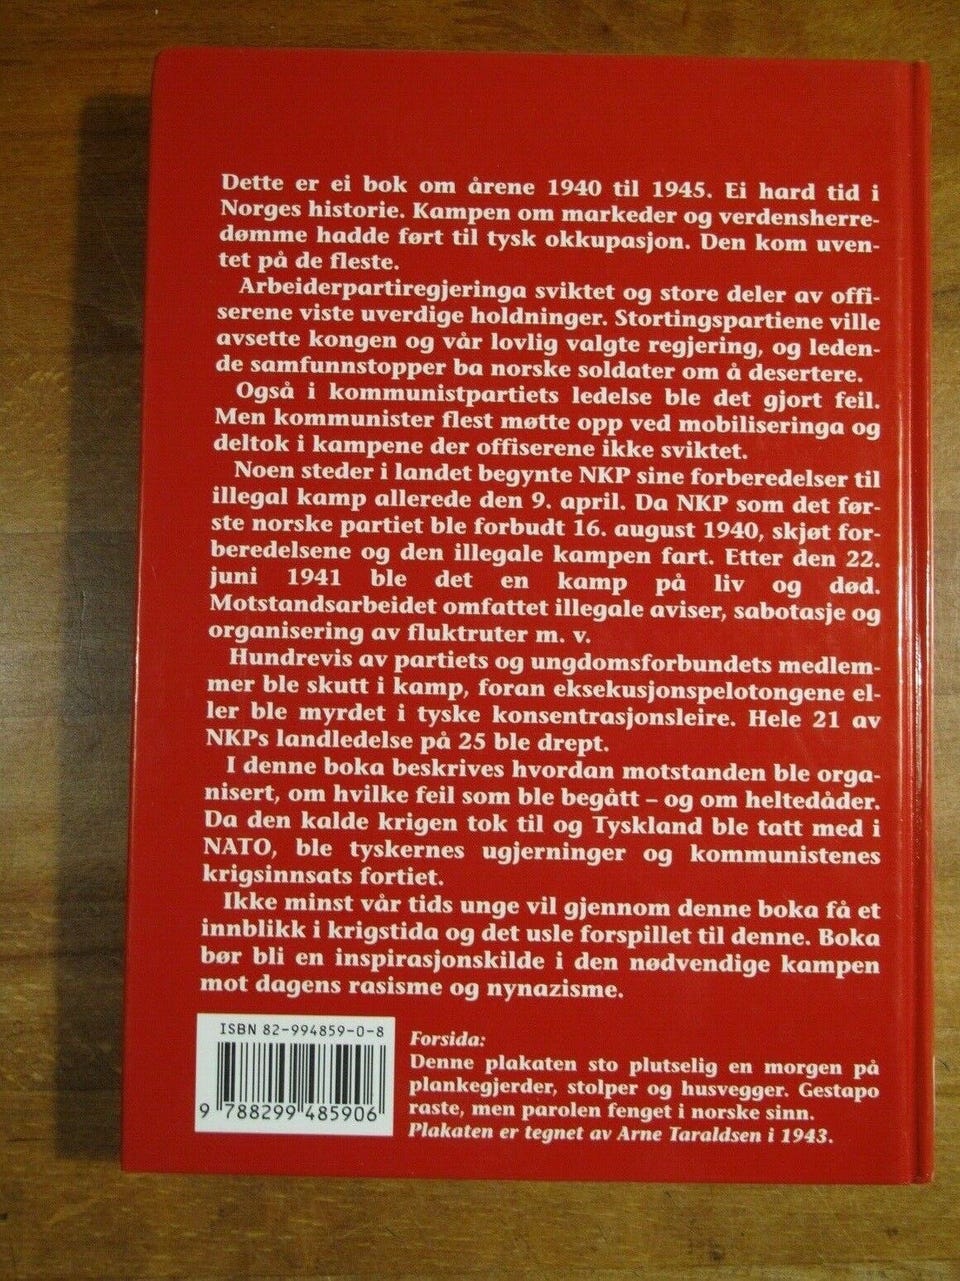 Dette er ei bok om årene 1940 til 1945. Ei hard tid i
Norges historie. Kampen om markeder og verdensherre-
dømme hadde ført til tysk okkupasjon. Den kom uven-
tet på de fleste.
Arbeiderpartiregjeringa sviktet og store deler av offi-
serene viste uverdige holdninger. Stortingspartiene ville
avsette kongen og vår lovlig valgte regjering, og leden-
de samfunnstopper ba norske soldater om å desertere.
Også i kommunistpartiets ledelse ble det gjort feil.
Men kommunister flest møtte opp ved mobiliseringa og
deltok i kampene der offiserene ikke sviktet.
Noen steder i landet begynte NKP sine forberedelser til
illegal kamp allerede den 9. april. Da NKP som det før-
ste norske partiet ble forbudt 16. august 1940, skjøt for-
beredelsene og den illegale kampen fart. Etter den 22.
juni 1941 ble det en kamp på liv og død.
Motstandsarbeidet omfattet illegale aviser, sabotasje og
organisering av fluktruter m. v.
Hundrevis av partiets og ungdomsforbundets medlem-
mer ble skutt i kamp, foran eksekusjonspelotongene el-
ler ble myrdet i tyske konsentrasjonsleire. Hele 21 av
NKPs landledelse på 25 ble drept.
I denne boka beskrives hvordan motstanden ble orga-
nisert, om hvilke feil som ble begått – og om heltedåder.
Da den kalde krigen tok til og Tyskland ble tatt med i
NATO, ble tyskernes ugjerninger og kommunistenes
krigsinnsats fortiet.
Ikke minst vår tids unge vil gjennom denne boka få et
innblikk i krigstida og det usle forspillet til denne. Boka
bør bli en inspirasjonskilde i den nødvendige kampen
mot dagens rasisme og nynazisme.
ISBN 82-994859-0-8
9 788299 485906
Forsida:
Denne plakaten sto plutselig en morgen på
plankegjerder, stolper og husvegger. Gestapo
raste, men parolen fenget i norske sinn.
Plakaten er tegnet av Arne Taraldsen i 1943.